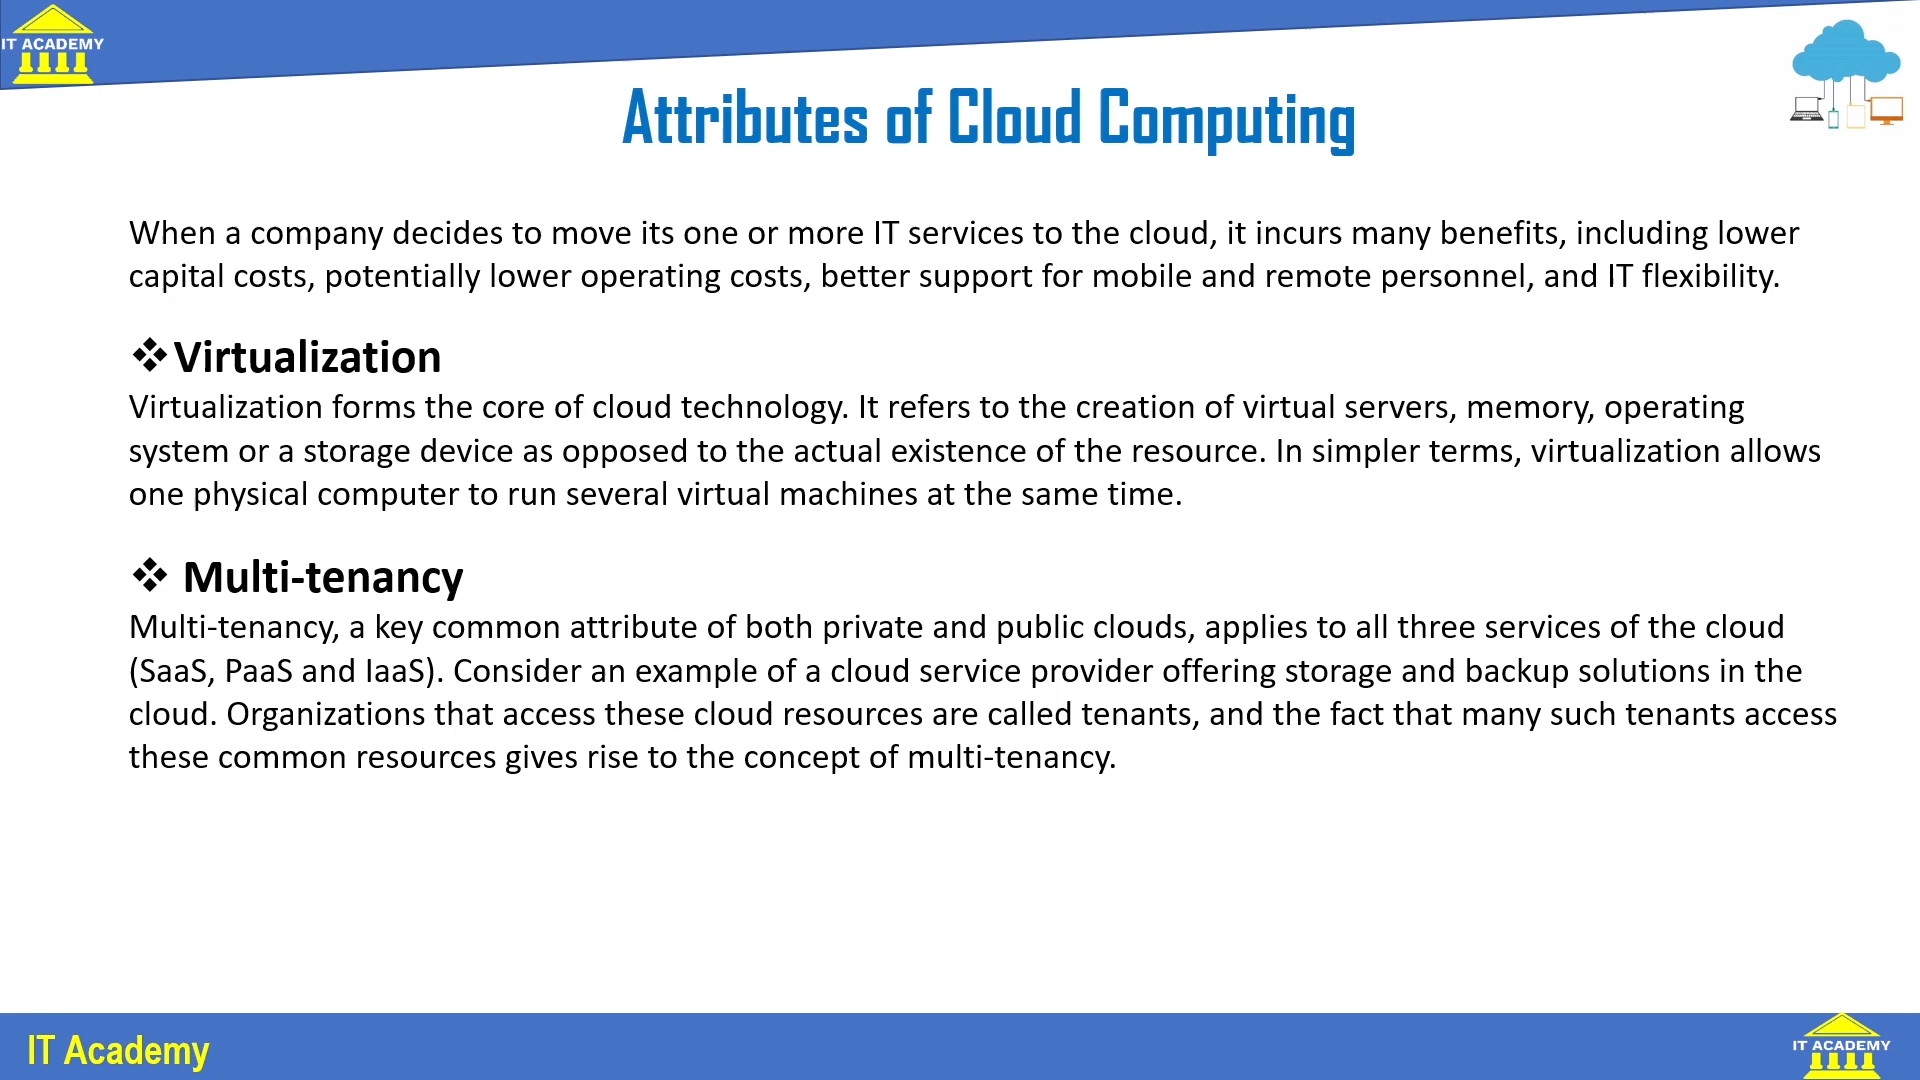 IT ACADEMY
Attributes of Cloud Computing
When a company decides to move its one or more IT services to the cloud, it incurs many benefits, including lower
capital costs, potentially lower operating costs, better support for mobile and remote personnel, and IT flexibility.
❖Virtualization
Virtualization forms the core of cloud technology. It refers to the creation of virtual servers, memory, operating
system or a storage device as opposed to the actual existence of the resource. In simpler terms, virtualization allows
one physical computer to run several virtual machines at the same time.
❖ Multi-tenancy
Multi-tenancy, a key common attribute of both private and public clouds, applies to all three services of the cloud
(SaaS, PaaS and IaaS). Consider an example of a cloud service provider offering storage and backup solutions in the
cloud. Organizations that access these cloud resources are called tenants, and the fact that many such tenants access
these common resources gives rise to the concept of multi-tenancy.
IT Academy
IT ACADEMY